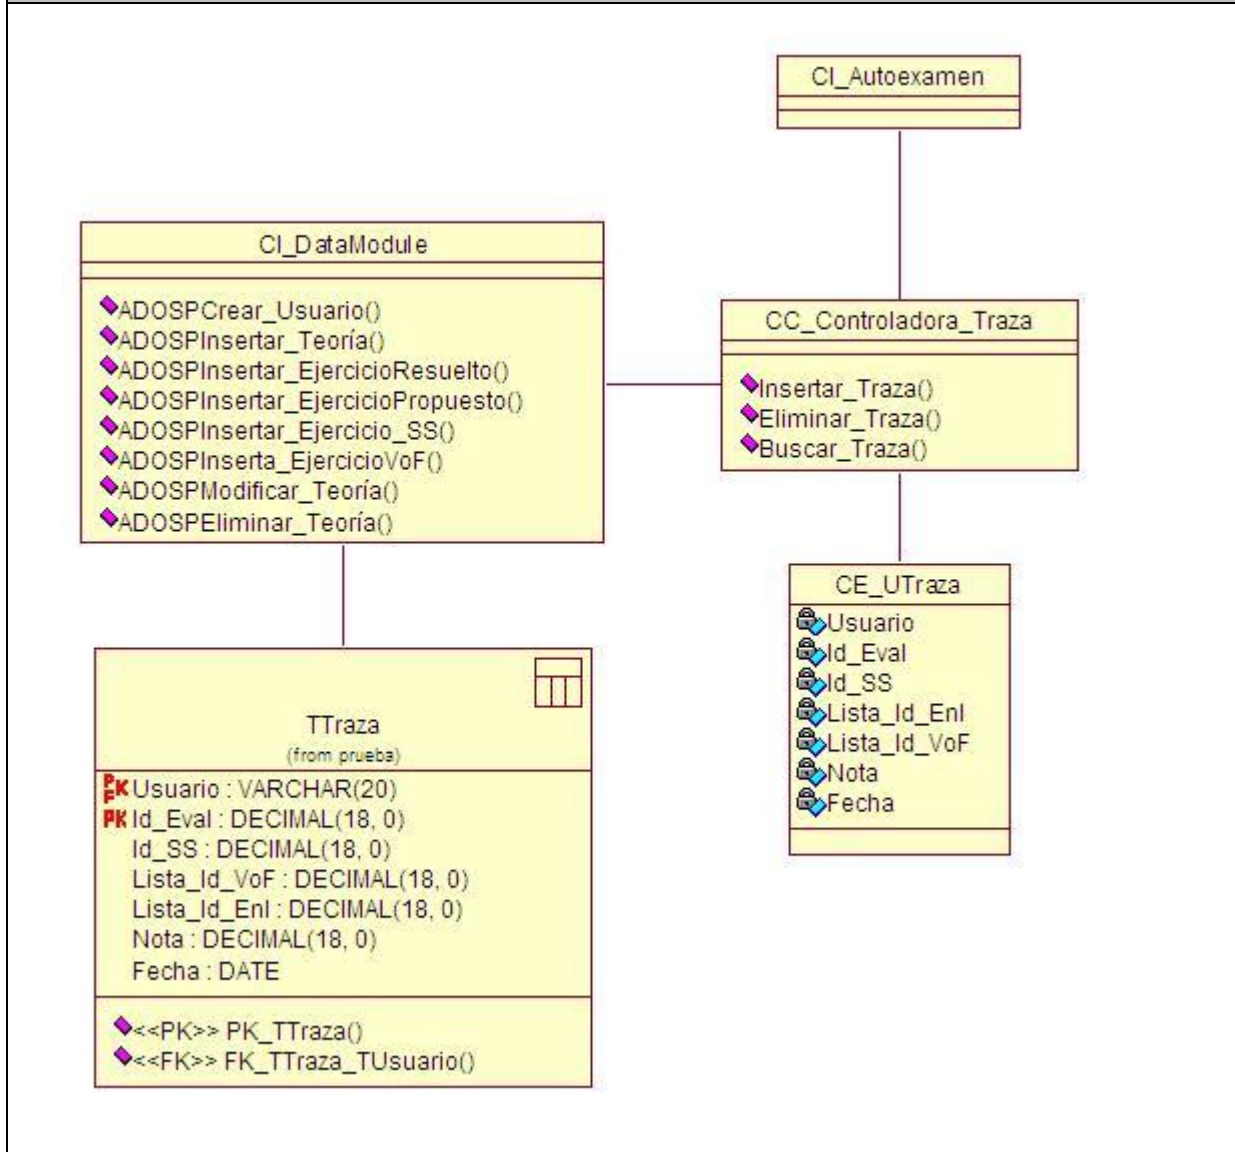 CI_Autoexamen
CI_DataModule
ADOSPCrear_Usuario()
ADOSPInsertar_Teoría()
ADOSPInsertar_EjercicioResuelto()
ADOSPInsertar_EjercicioPropuesto()
ADOSPInsertar_Ejercicio_SS()
ADOSPInserta_EjercicioVoF()
ADOSPModificar_Teoría()
ADOSPEliminar_Teoría()
CC_Controladora_Traza
Insertar_Traza()
Eliminar_Traza()
Buscar_Traza()
CE_UTraza
Usuario
Id_Eval
Id_SS
Lista_Id_Enl
Lista_Id_VoF
Nota
Fecha
TTraza
(from prueba)
PFK Usuario : VARCHAR(20)
PK Id_Eval : DECIMAL(18, 0)
Id_SS : DECIMAL(18, 0)
Lista_Id_VoF : DECIMAL(18, 0)
Lista_Id_Enl : DECIMAL(18, 0)
Nota : DECIMAL(18, 0)
Fecha : DATE
<<PK>> PK_TTraza()
<<FK>> FK_TTraza_TUsuario()